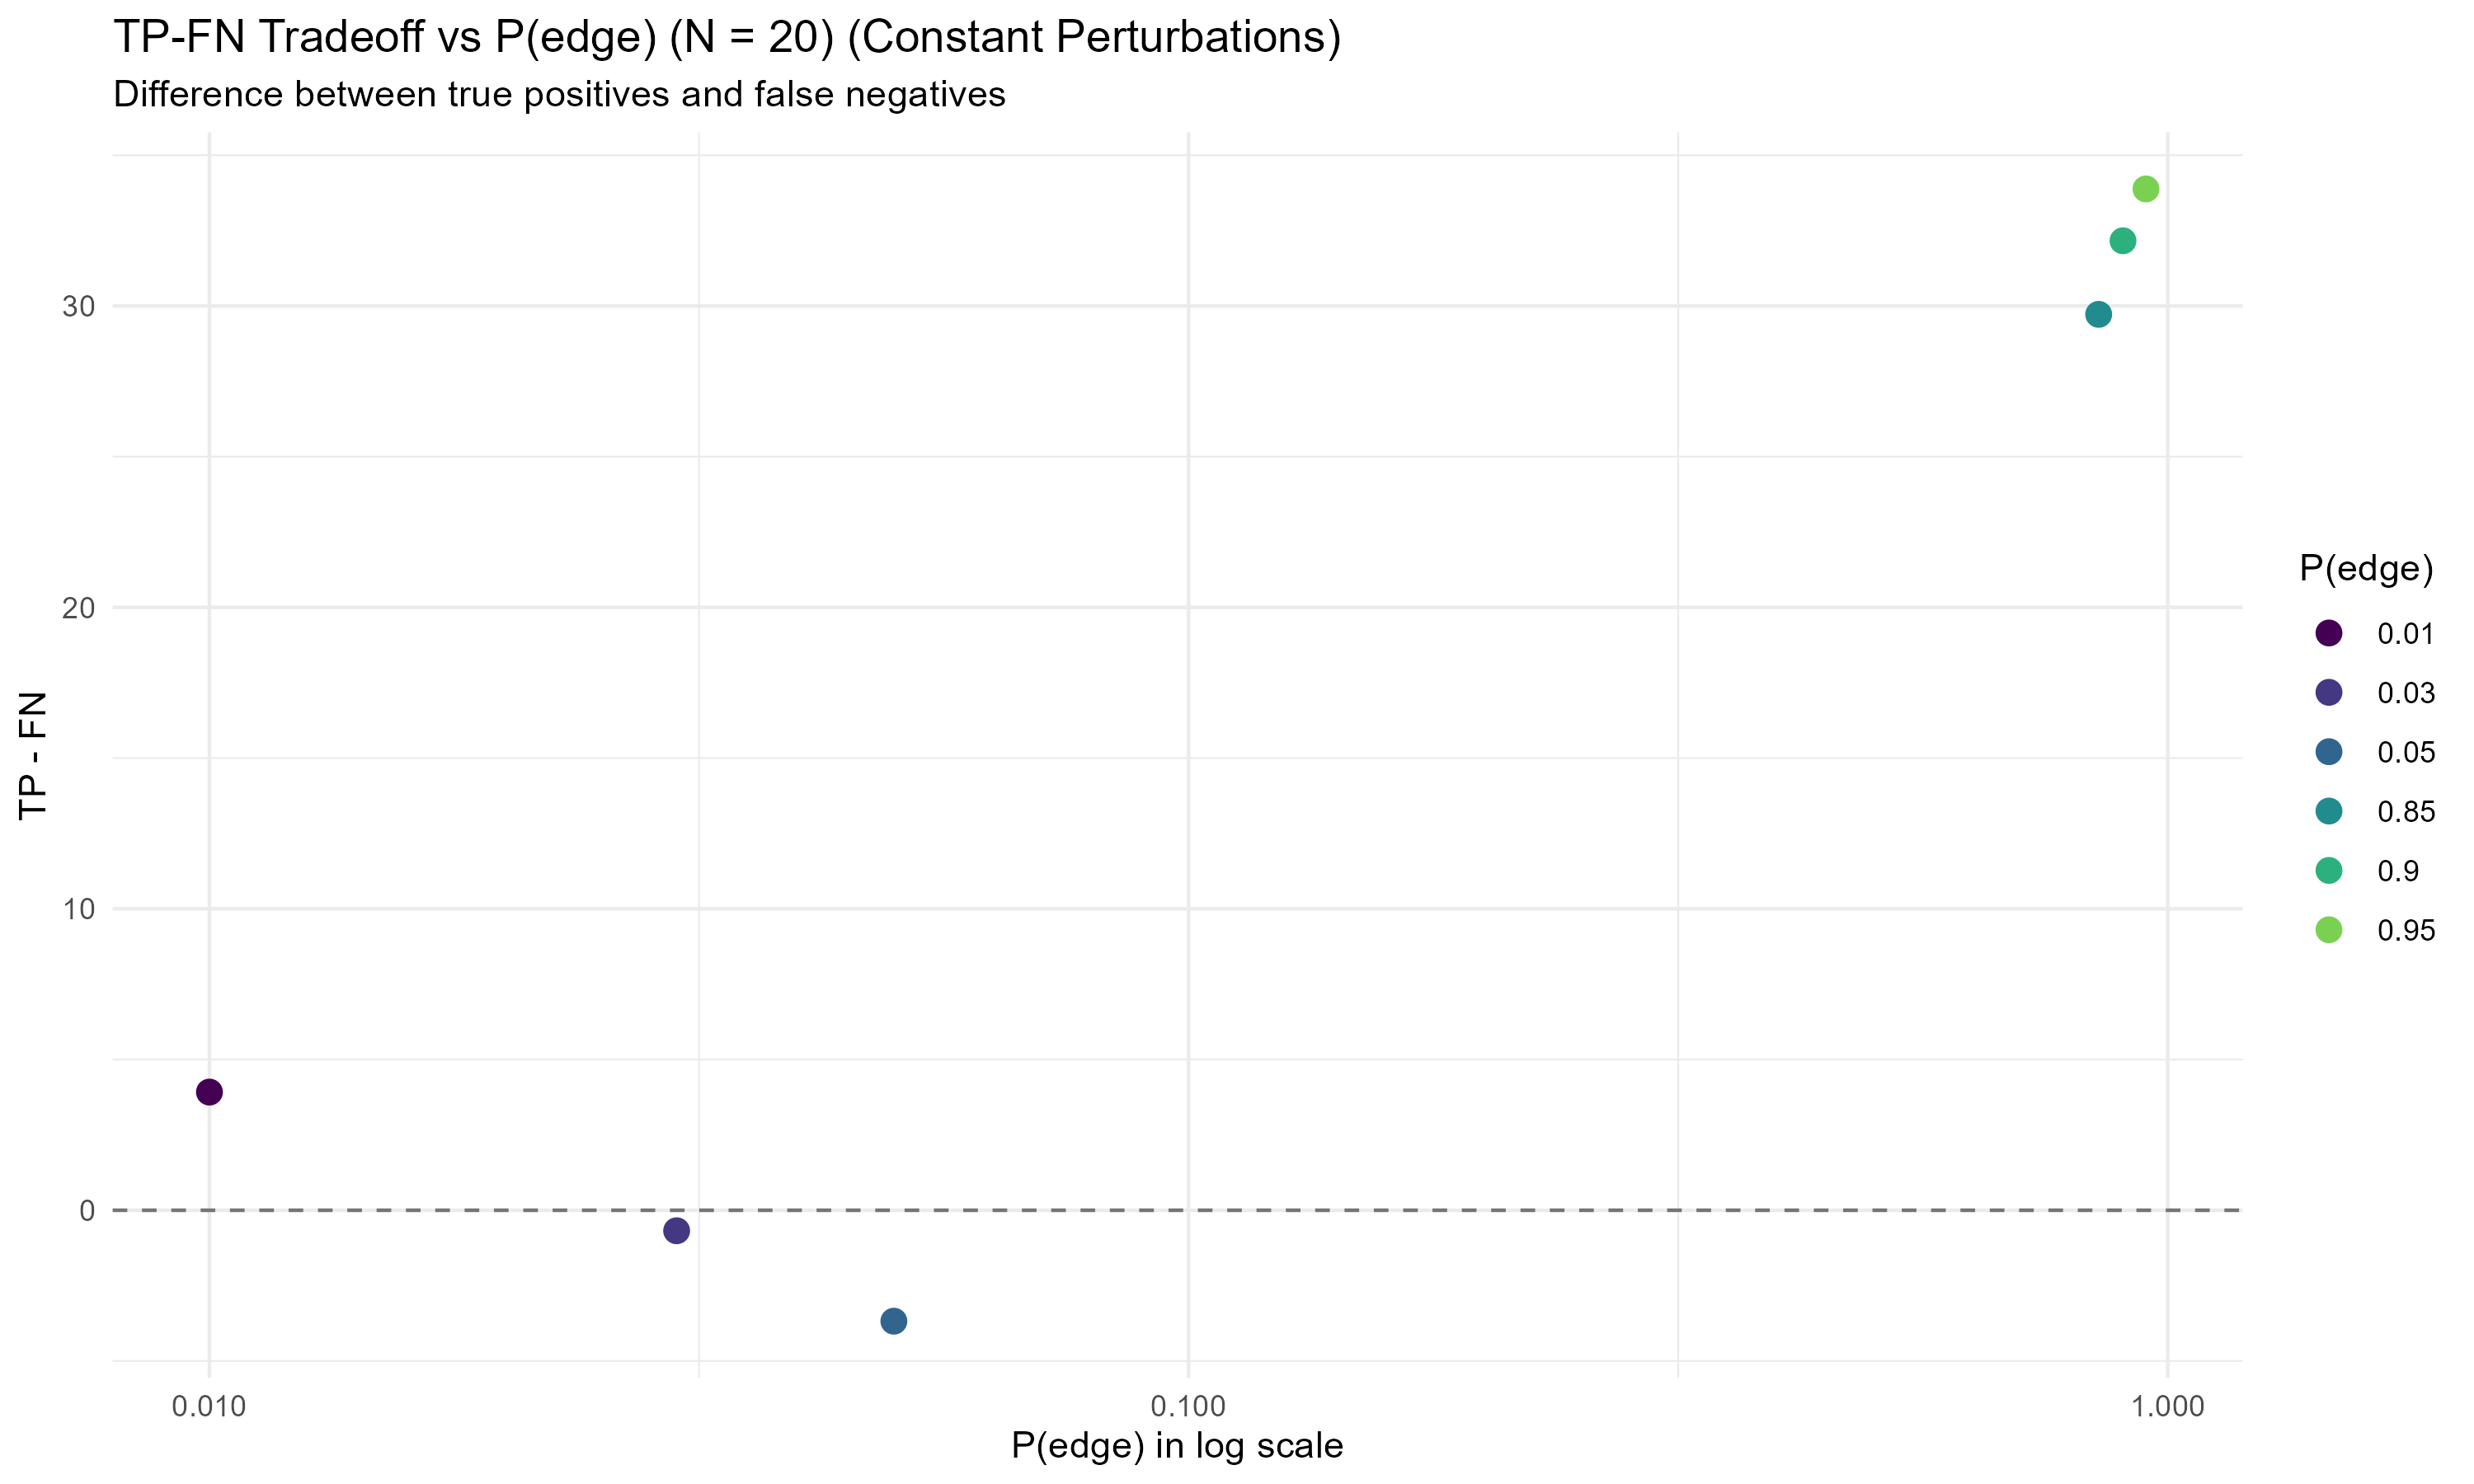 TP-FN Tradeoff vs P(edge) (N = 20) (Constant Perturbations)
Difference between true positives and false negatives
TP - FN
30
20
10
0
0.010
0.100
1.000
P(edge) in log scale
P(edge)
0.01
0.03
0.05
0.85
0.9
0.95